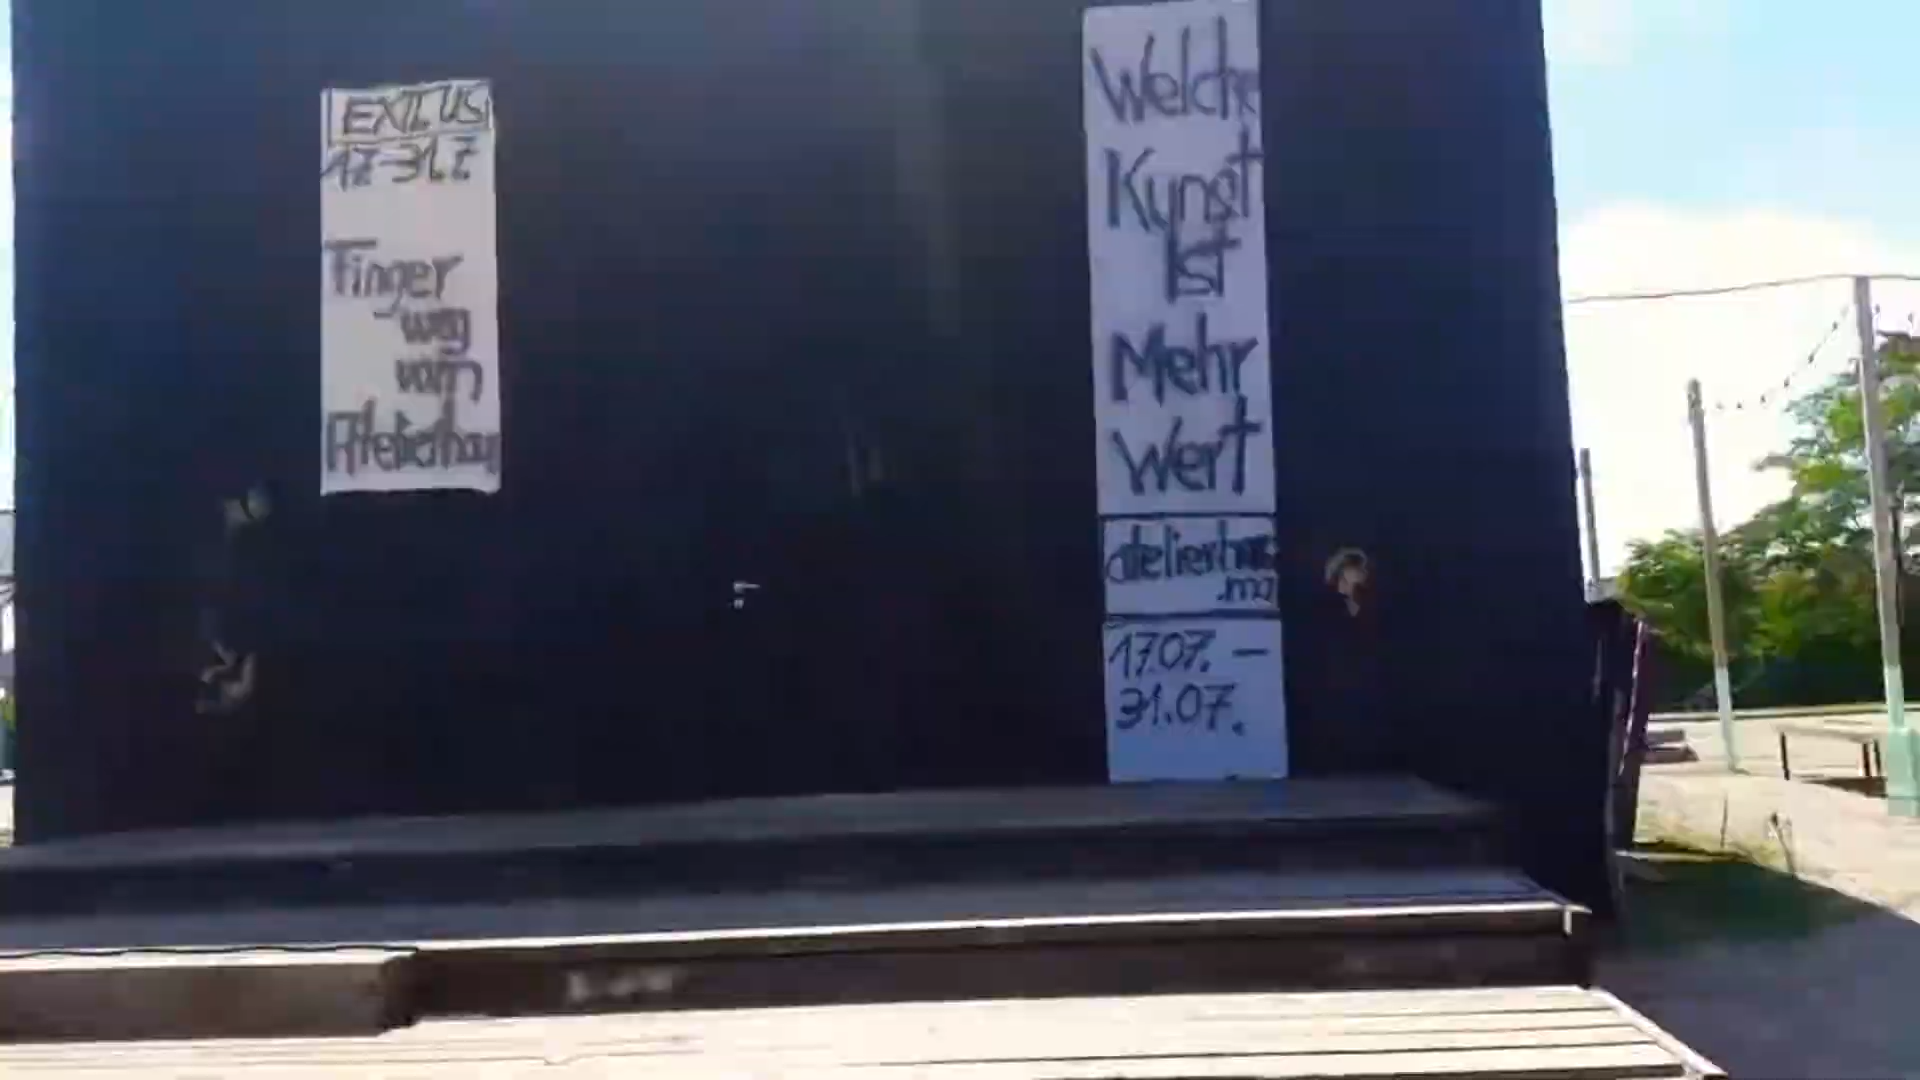 EXIL US
17-31.7
Finger
weg
vom
Atelierhaus
Welche
Kunst
Ist
Mehr
Wert
atelierhaus
.ma
17.07. –
31.07.